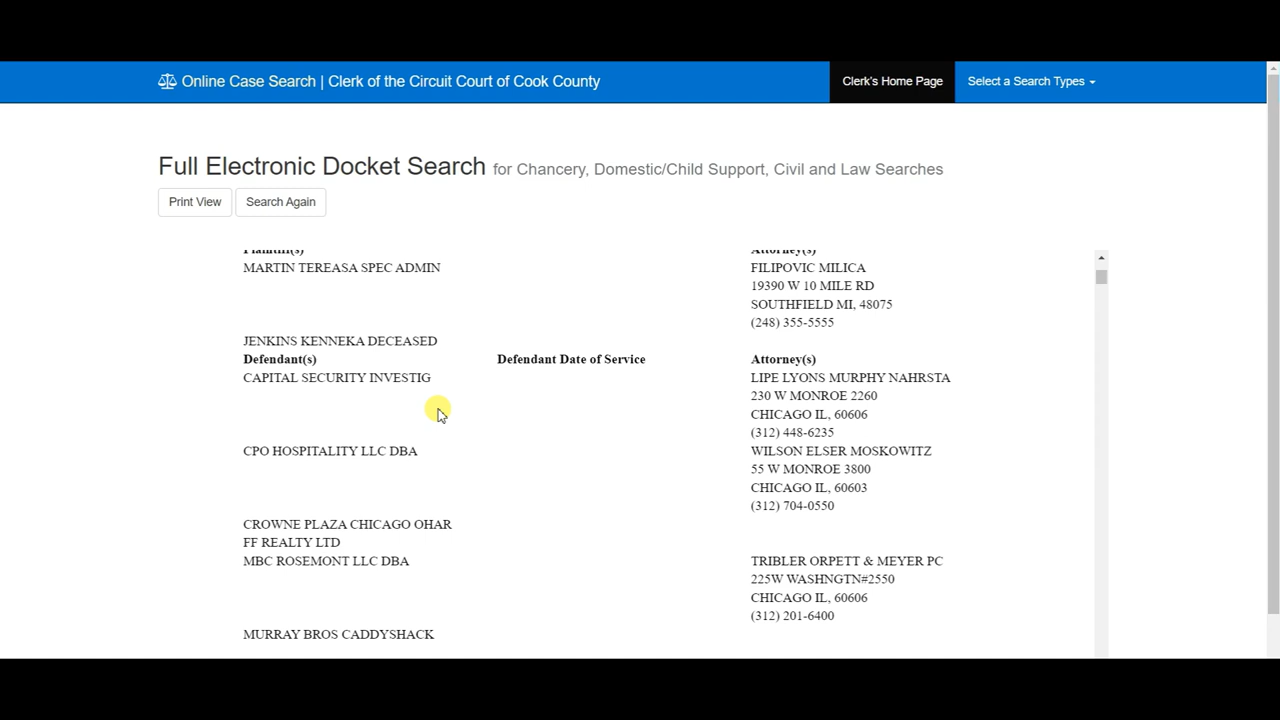 Online Case Search | Clerk of the Circuit Court of Cook County
Clerk's Home Page
Select a Search Types
Full Electronic Docket Search for Chancery, Domestic/Child Support, Civil and Law Searches
Print View
Search Again
Plaintiff(s) Attorney(s)
MARTIN TEREASA SPEC ADMIN FILIPOVIC MILICA
19390 W 10 MILE RD
SOUTHFIELD MI, 48075
(248) 355-5555
JENKINS KENNEKA DECEASED
Defendant(s) Defendant Date of Service Attorney(s)
CAPITAL SECURITY INVESTIG LIPE LYONS MURPHY NAHRSTA
230 W MONROE 2260
CHICAGO IL, 60606
(312) 448-6235
CPO HOSPITALITY LLC DBA WILSON ELSER MOSKOWITZ
55 W MONROE 3800
CHICAGO IL, 60603
(312) 704-0550
CROWNE PLAZA CHICAGO OHAR
FF REALTY LTD
MBC ROSEMONT LLC DBA TRIBLER ORPETT & MEYER PC
225W WASHNGTN#2550
CHICAGO IL, 60606
(312) 201-6400
MURRAY BROS CADDYSHACK